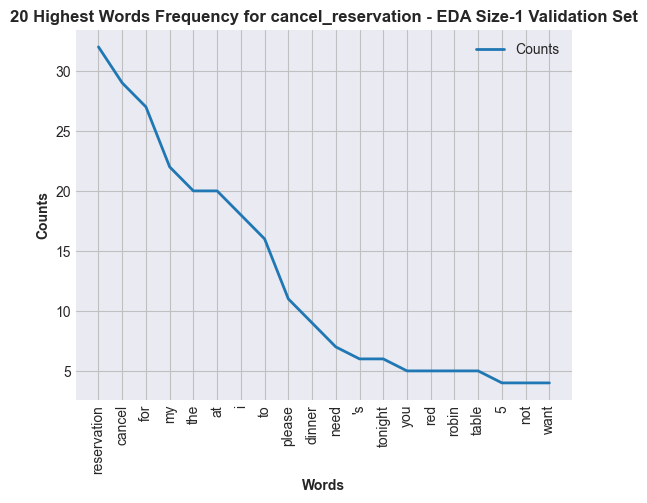 20 Highest Words Frequency for cancel_reservation - EDA Size-1 Validation Set
Counts
Counts
30
25
20
15
10
5
reservation
cancel
for
my
the
at
i
to
please
dinner
need
's
tonight
you
red
robin
table
5
not
want
Words